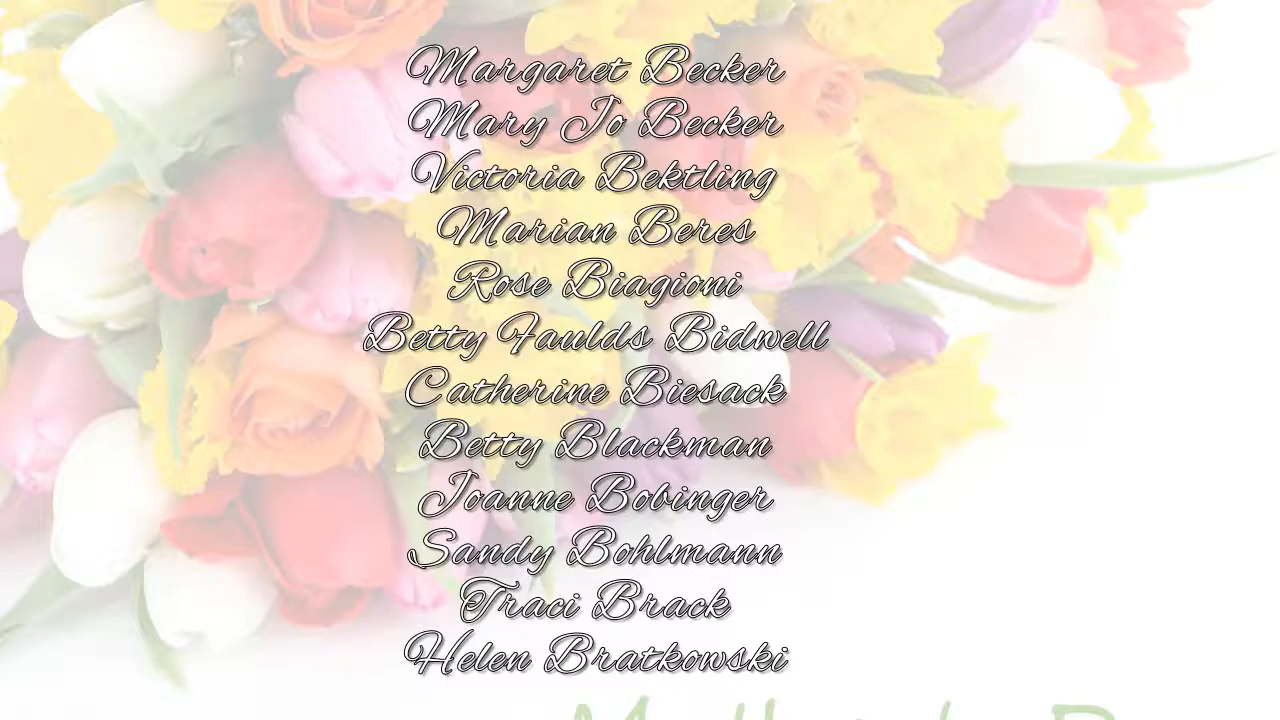 Margaret Becker
Mary Jo Becker
Victoria Bektling
Marian Beres
Rose Biagioni
Betty Faulds Bidwell
Catherine Biesack
Betty Blackman
Joanne Bobinger
Sandy Bohlmann
Traci Brack
Helen Bratkowski